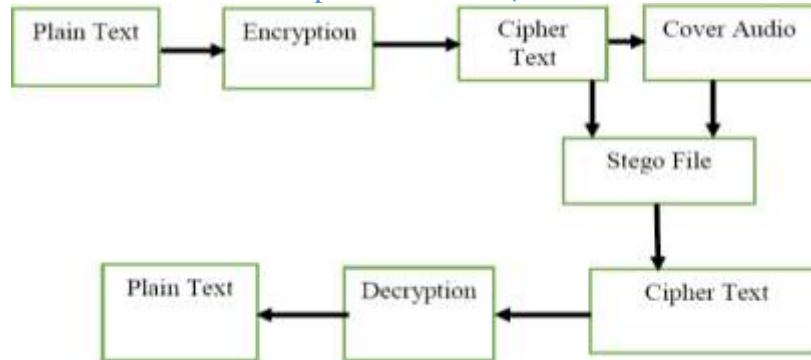 Plain Text
Encryption
Cipher
Text
Cover Audio
Stego File
Cipher Text
Decryption
Plain Text